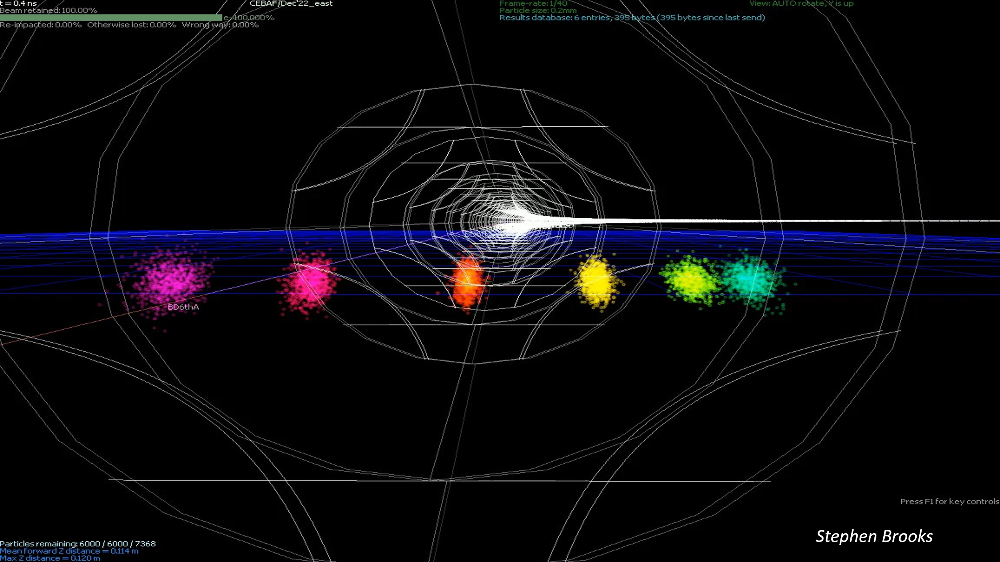 t = 0.4 ns
CEBAF/Dec'22_east
Frame-rate: 1/40
View: AUTO rotate, Y is up
Beam retained: 100.00%
Particle size: 0.2mm
e- 100.000%
Results database: 6 entries, 395 bytes (395 bytes since last send)
Re-impacted: 0.00% Otherwise lost: 0.00% Wrong way: 0.00%
BD6thA
Press F1 for key controls
Stephen Brooks
Particles remaining: 6000 / 6000 / 7368
Mean forward Z distance = 0.114 m
Max Z distance = 0.120 m